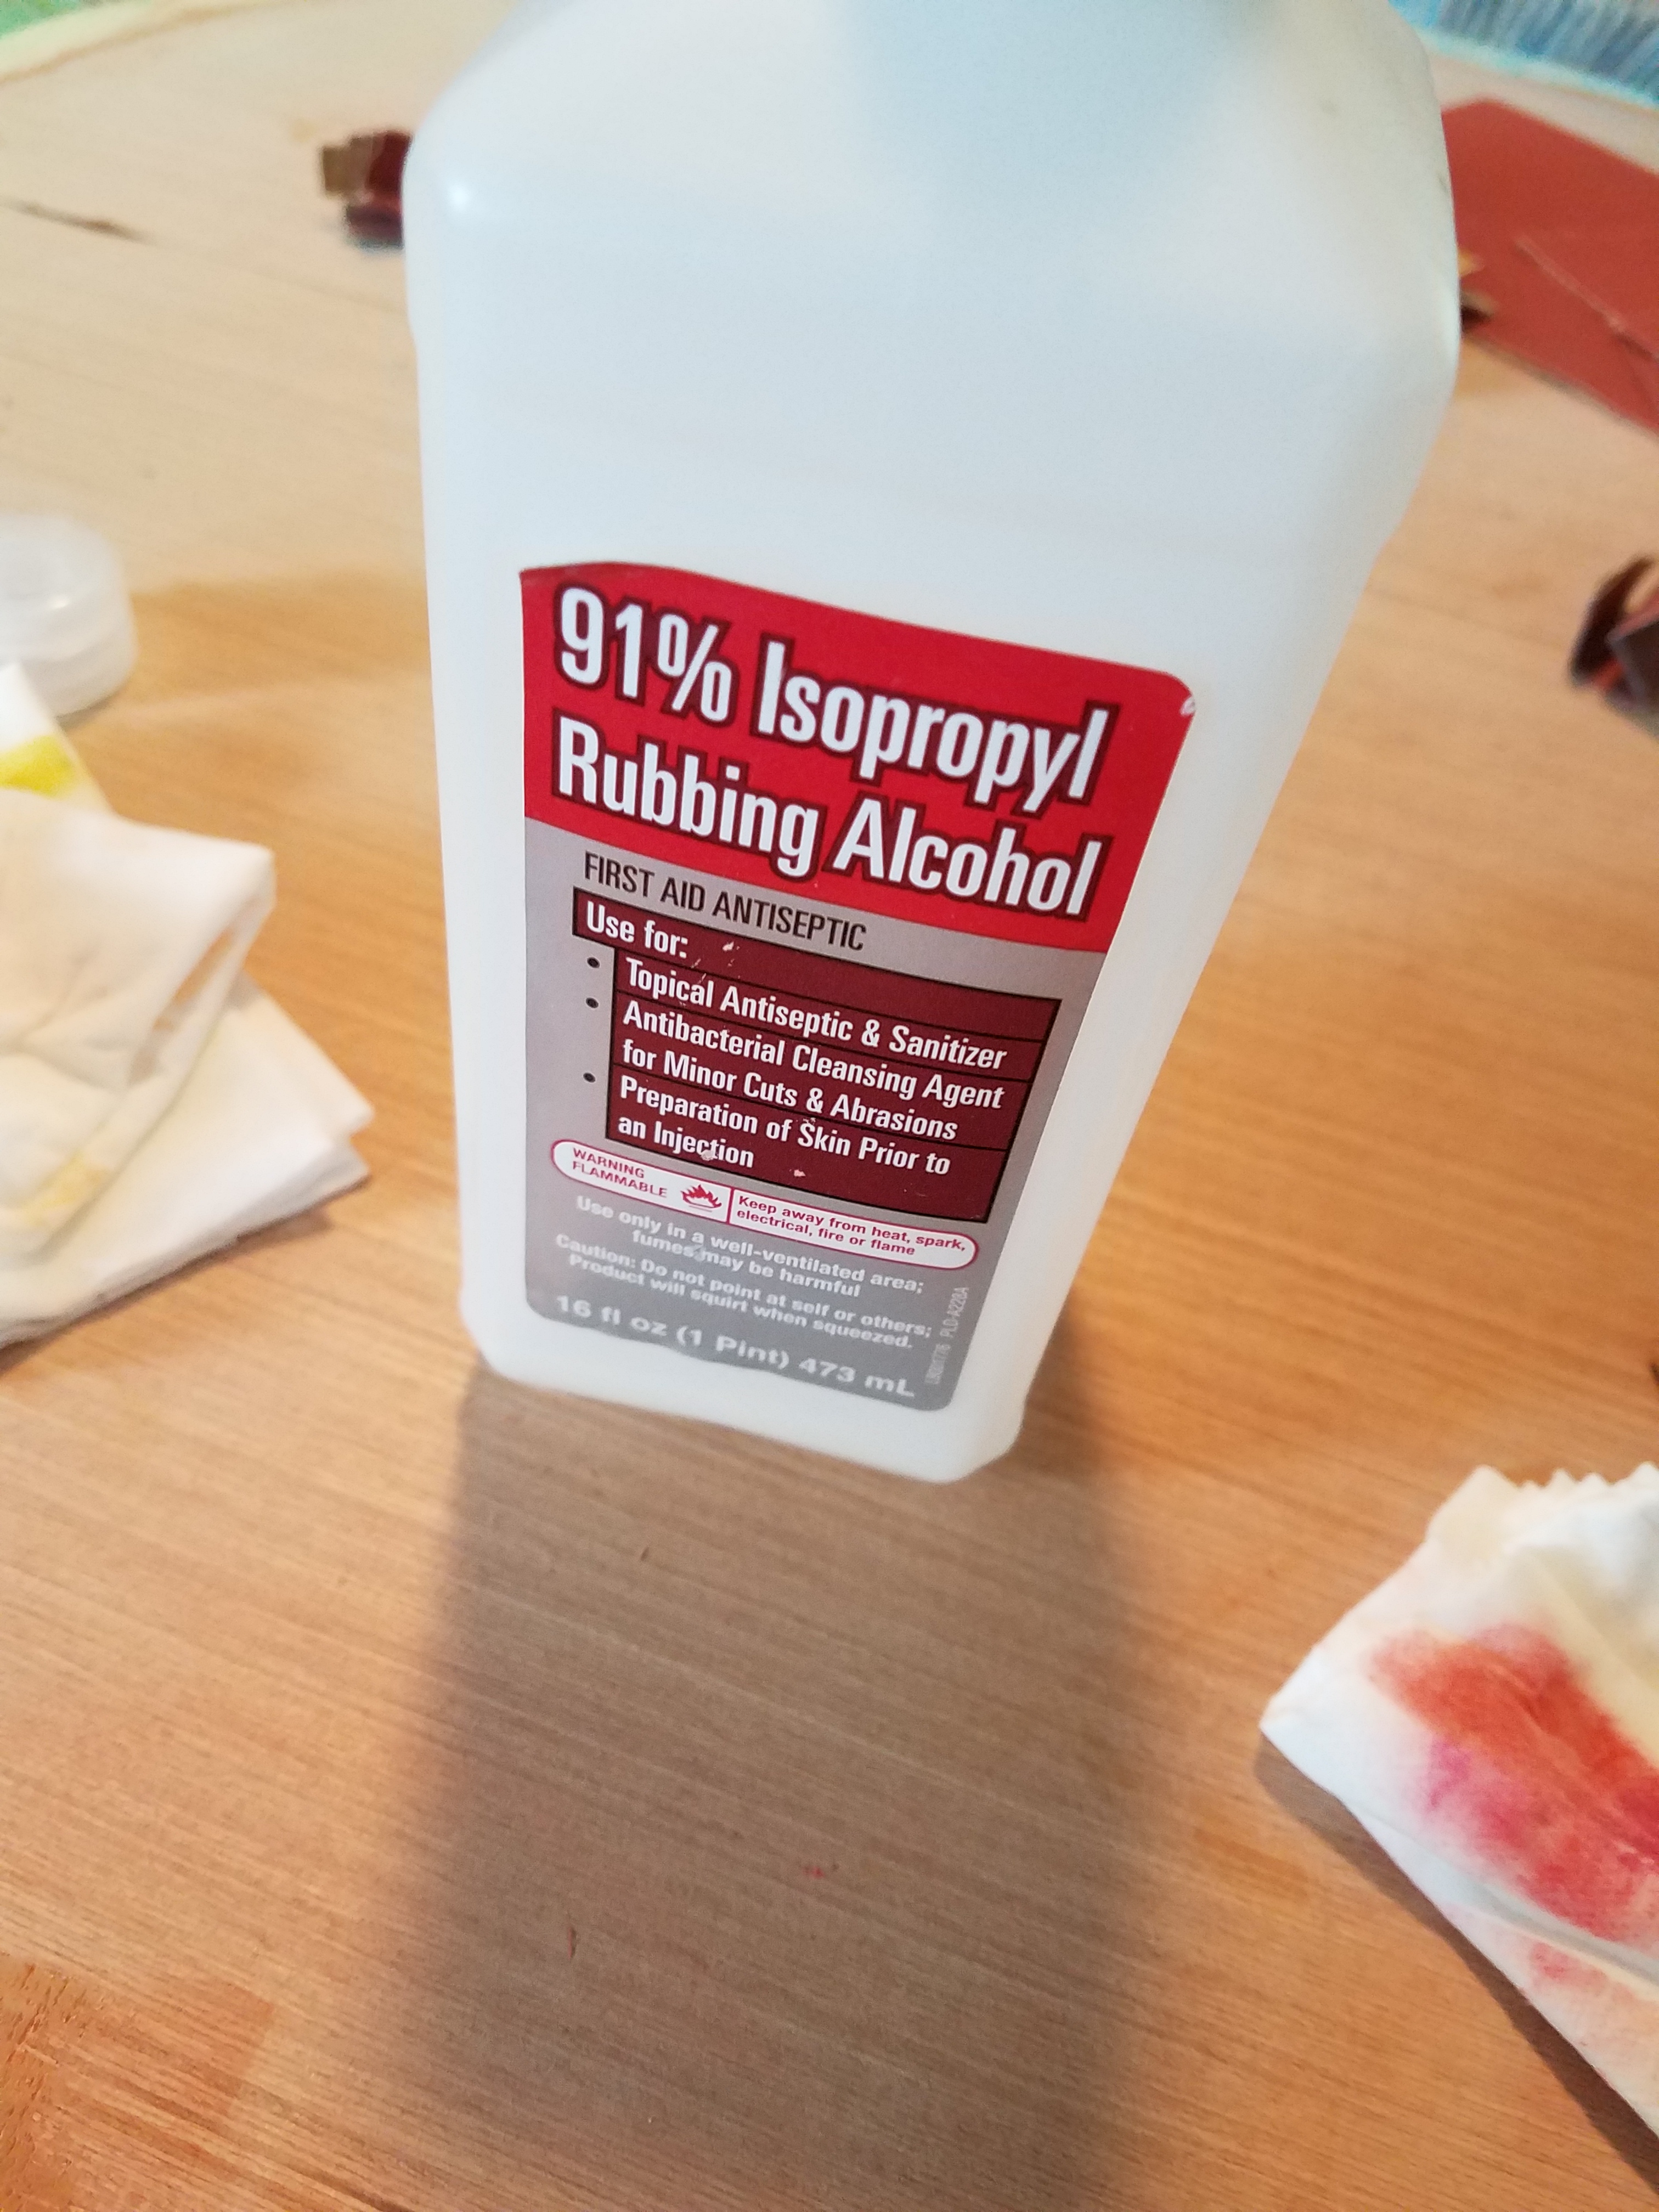 91% Isopropyl
Rubbing Alcohol
FIRST AID ANTISEPTIC
Use for:
• Topical Antiseptic & Sanitizer
• Antibacterial Cleansing Agent
for Minor Cuts & Abrasions
• Preparation of Skin Prior to
an Injection
WARNING
FLAMMABLE
Keep away from heat, spark,
electrical, fire or flame
Use only in a well-ventilated area;
fumes may be harmful
Caution: Do not point at self or others;
Product will squirt when squeezed.
16 fl oz (1 Pint) 473 mL
PLD-A228A